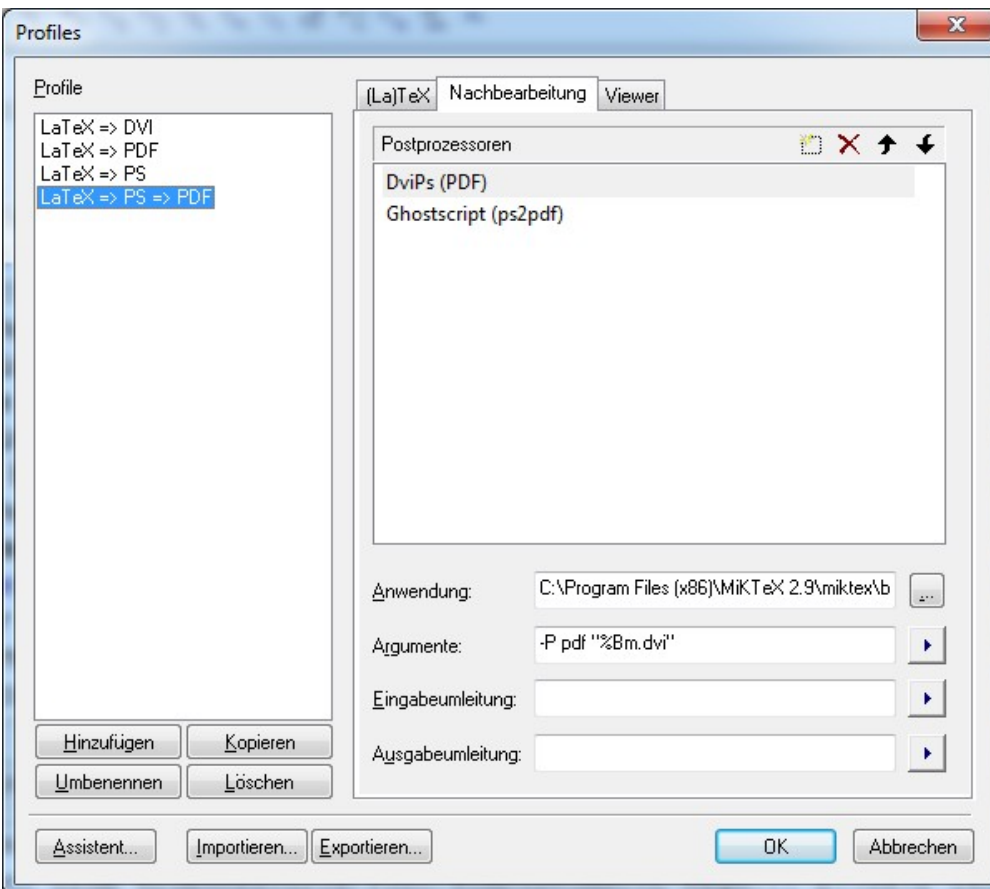 Profiles
Profile
LaTeX => DVI
LaTeX => PDF
LaTeX => PS
LaTeX => PS => PDF
Hinzufügen
Kopieren
Umbenennen
Löschen
(La)TeX
Nachbearbeitung
Viewer
Postprozessoren
DviPs (PDF)
Ghostscript (ps2pdf)
Anwendung:
C:\Program Files (x86)\MiKTeX 2.9\miktex\b
...
Argumente:
-P pdf "%Bm.dvi"
Eingabeumleitung:
Ausgabeumleitung:
Assistent...
Importieren...
Exportieren...
OK
Abbrechen